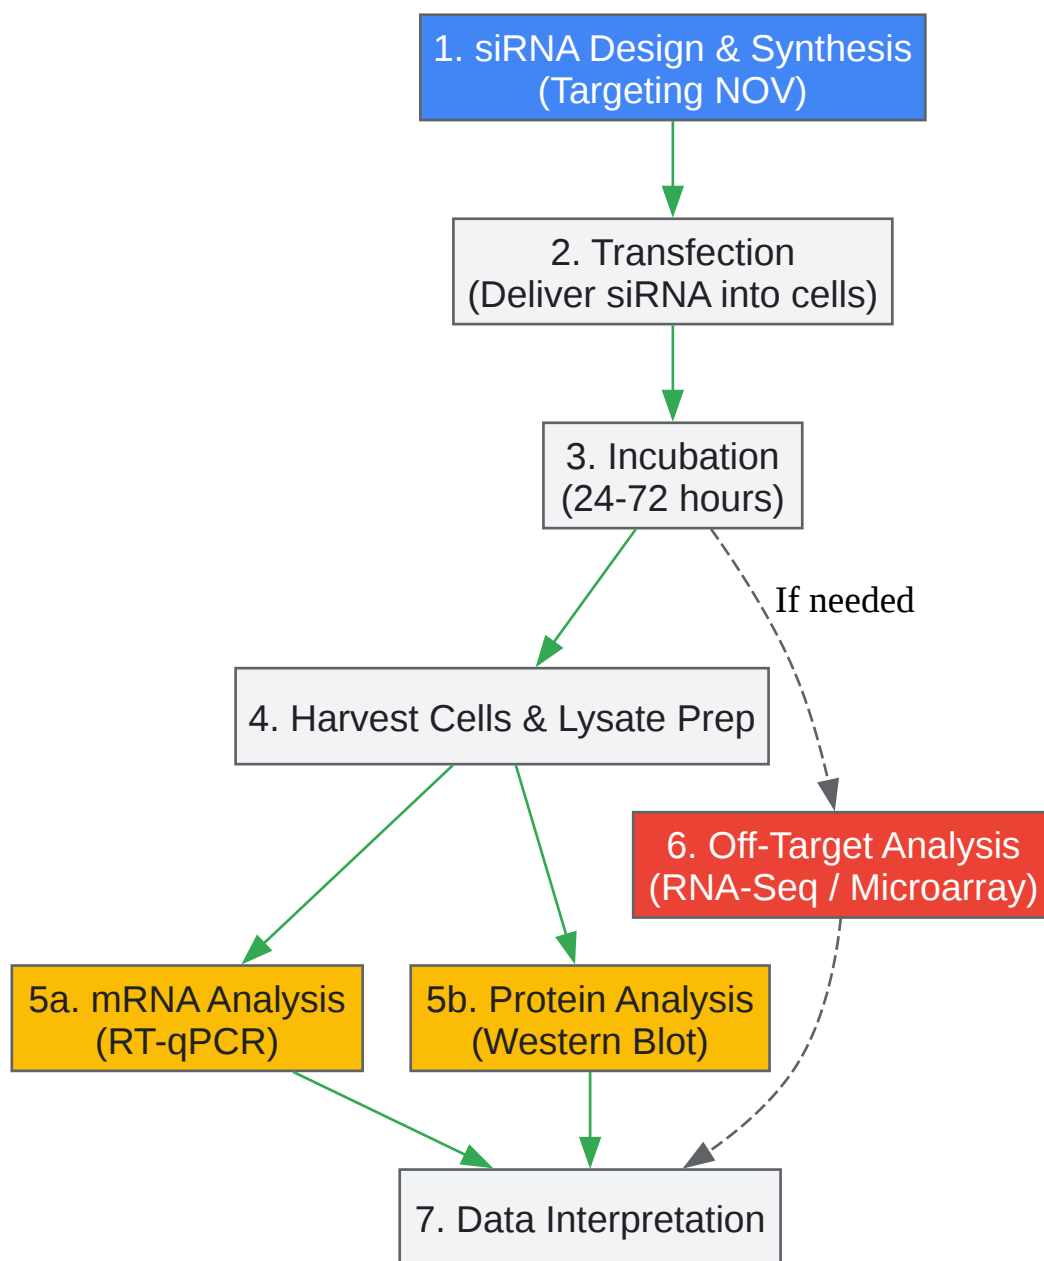 1. siRNA Design & Synthesis
(Targeting NOV)
2. Transfection
(Deliver siRNA into cells)
3. Incubation
(24-72 hours)
If needed
4. Harvest Cells & Lysate Prep
6. Off-Target Analysis
(RNA-Seq / Microarray)
5a. mRNA Analysis
(RT-qPCR)
5b. Protein Analysis
(Western Blot)
7. Data Interpretation